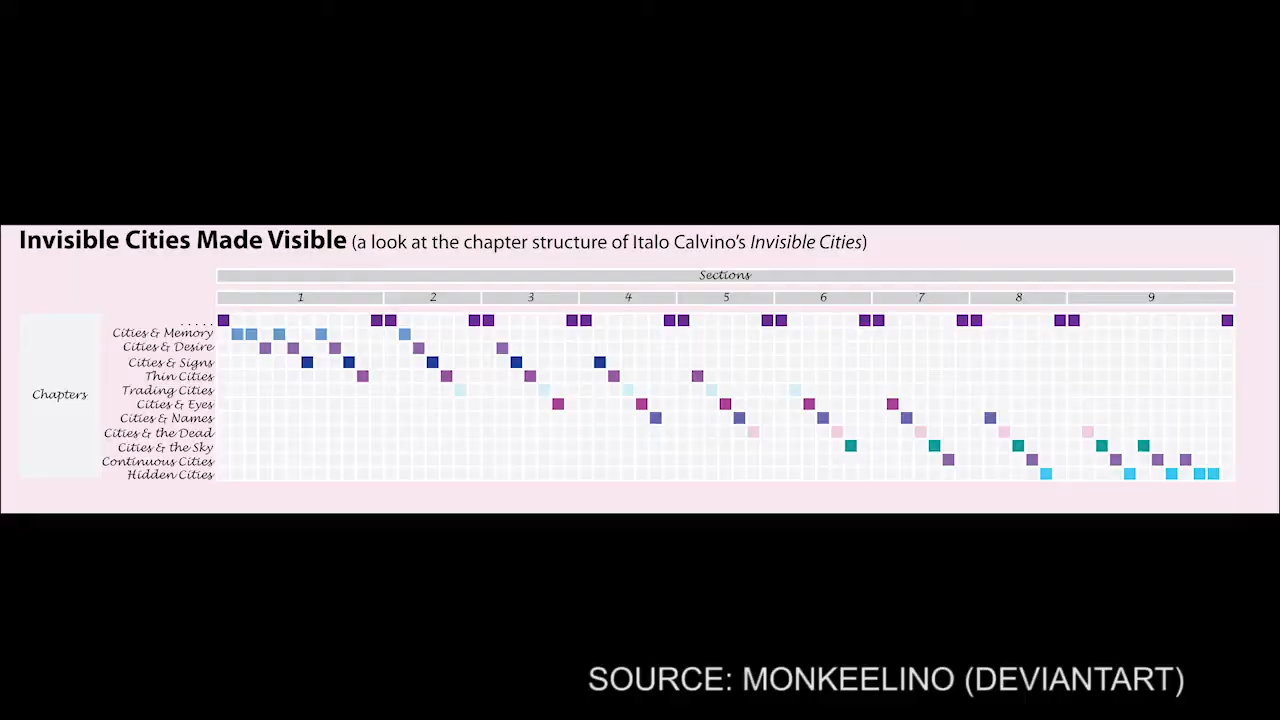 Invisible Cities Made Visible (a look at the chapter structure of Italo Calvino's Invisible Cities)
Sections
1 2 3 4 5 6 7 8 9
. . . . .
Cities & Memory
Cities & Desire
Cities & Signs
Thin Cities
Trading Cities
Chapters
Cities & Eyes
Cities & Names
Cities & the Dead
Cities & the Sky
Continuous Cities
Hidden Cities
SOURCE: MONKEELINO (DEVIANTART)